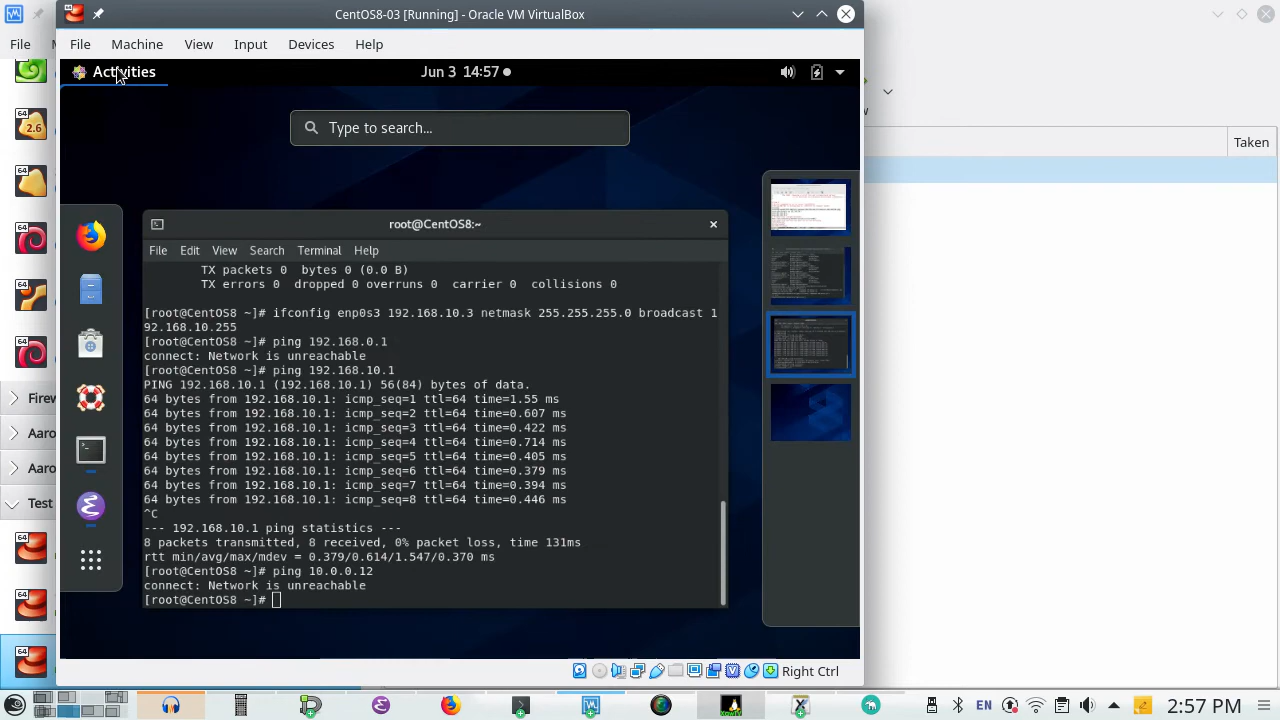 CentOS8-03 [Running] - Oracle VM VirtualBox
File
File Machine View Input Devices Help
Activities
Jun 3 14:57
Type to search...
Taken
root@CentOS8:~
File Edit View Search Terminal Help
TX packets 0 bytes 0 (0.0 B)
TX errors 0 dropped 0 overruns 0 carrier 0 collisions 0
[root@CentOS8 ~]# ifconfig enp0s3 192.168.10.3 netmask 255.255.255.0 broadcast 1
.168.10.255
[root@CentOS8 ~]# ping 192.168.0.1
connect: Network is unreachable
[root@CentOS8 ~]# ping 192.168.10.1
PING 192.168.10.1 (192.168.10.1) 56(84) bytes of data.
64 bytes from 192.168.10.1: icmp_seq=1 ttl=64 time=1.55 ms
64 bytes from 192.168.10.1: icmp_seq=2 ttl=64 time=0.607 ms
64 bytes from 192.168.10.1: icmp_seq=3 ttl=64 time=0.422 ms
64 bytes from 192.168.10.1: icmp_seq=4 ttl=64 time=0.714 ms
64 bytes from 192.168.10.1: icmp_seq=5 ttl=64 time=0.405 ms
64 bytes from 192.168.10.1: icmp_seq=6 ttl=64 time=0.379 ms
64 bytes from 192.168.10.1: icmp_seq=7 ttl=64 time=0.394 ms
64 bytes from 192.168.10.1: icmp_seq=8 ttl=64 time=0.446 ms
^C
--- 192.168.10.1 ping statistics ---
8 packets transmitted, 8 received, 0% packet loss, time 131ms
rtt min/avg/max/mdev = 0.379/0.614/1.547/0.370 ms
[root@CentOS8 ~]# ping 10.0.0.12
connect: Network is unreachable
[root@CentOS8 ~]#
64
64
2.6
64
64
64
64
Firew
Aaro
Aaro
Test
64
64
64
Right Ctrl
EN
2:57 PM